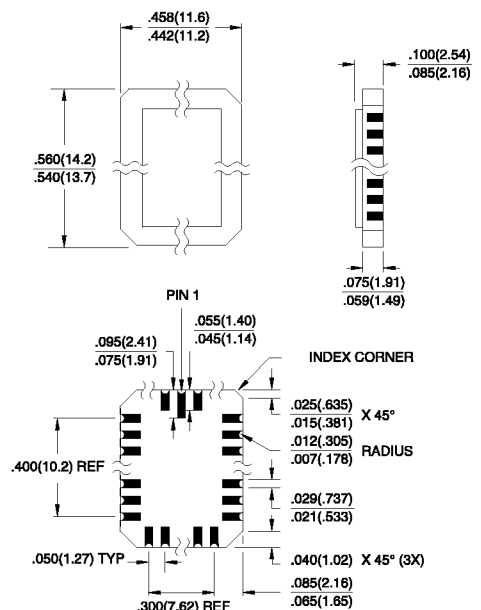 .458(11.6)
.442(11.2)
.100(2.54)
.085(2.16)
.560(14.2)
.540(13.7)
.075(1.91)
.059(1.49)
PIN 1
.055(1.40)
.045(1.14)
.095(2.41)
.075(1.91)
INDEX CORNER
.025(.635)
.015(.381)
X 45°
.012(.305)
.007(.178)
RADIUS
.400(10.2) REF
.029(.737)
.021(.533)
.050(1.27) TYP
.040(1.02) X 45° (3X)
.085(2.16)
.065(1.65)
.300(7.62) REF